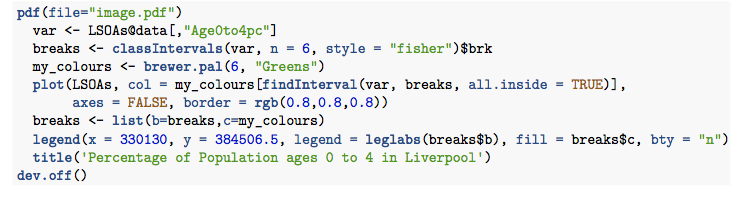 pdf(file="image.pdf")
  var <- LSOAs@data[,"Age0to4pc"]
  breaks <- classIntervals(var, n = 6, style = "fisher")$brk
  my_colours <- brewer.pal(6, "Greens")
  plot(LSOAs, col = my_colours[findInterval(var, breaks, all.inside = TRUE)],
       axes = FALSE, border = rgb(0.8,0.8,0.8))
  breaks <- list(b=breaks,c=my_colours)
  legend(x = 330130, y = 384506.5, legend = leglabs(breaks$b), fill = breaks$c, bty = "n")
  title('Percentage of Population ages 0 to 4 in Liverpool')
dev.off()